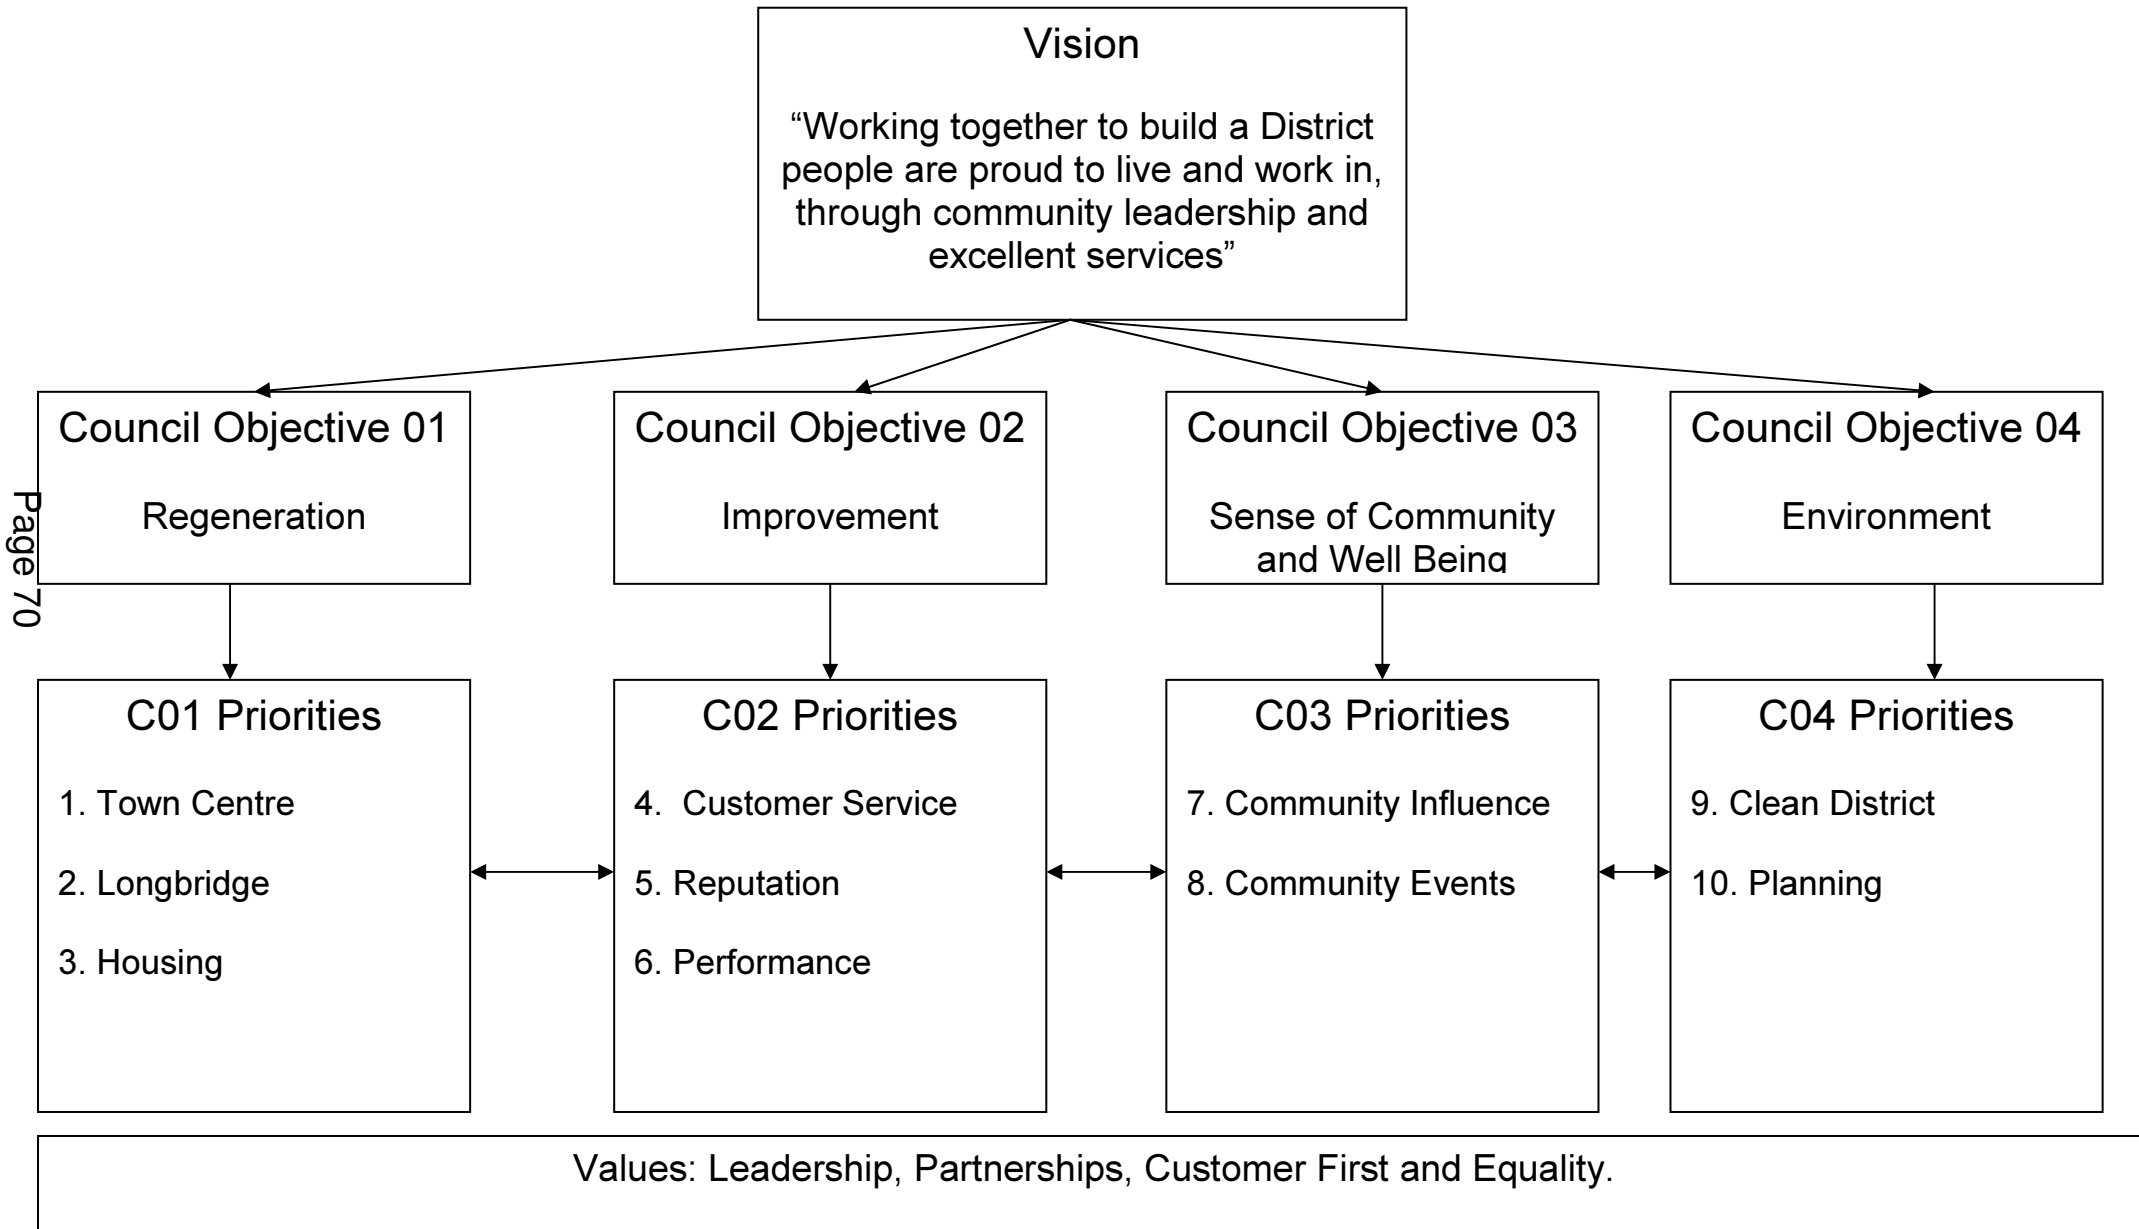 Vision
“Working together to build a District
people are proud to live and work in,
through community leadership and
excellent services”
Council Objective 01
Regeneration
Council Objective 02
Improvement
Council Objective 03
Sense of Community
and Well Being
Council Objective 04
Environment
Page 70
C01 Priorities
1. Town Centre
2. Longbridge
3. Housing
C02 Priorities
4. Customer Service
5. Reputation
6. Performance
C03 Priorities
7. Community Influence
8. Community Events
C04 Priorities
9. Clean District
10. Planning
Values: Leadership, Partnerships, Customer First and Equality.